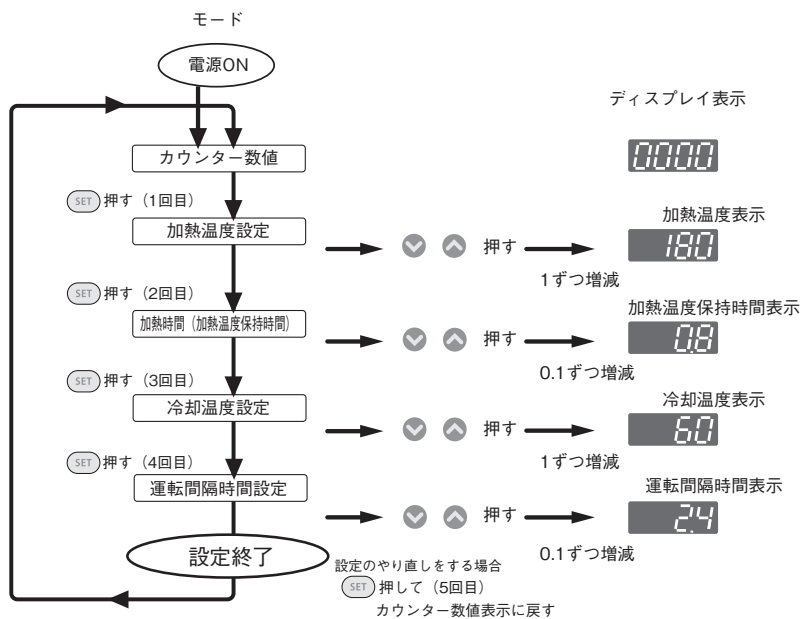 モード
電源ON
ディスプレイ表示
カウンター数値
0000
SET 押す（1回目）
加熱温度設定
押す
1ずつ増減
加熱温度表示
180
SET 押す（2回目）
加熱時間（加熱温度保持時間）
押す
0.1ずつ増減
加熱温度保持時間表示
0.8
SET 押す（3回目）
冷却温度設定
押す
1ずつ増減
冷却温度表示
60
SET 押す（4回目）
運転間隔時間設定
押す
0.1ずつ増減
運転間隔時間表示
2.4
設定終了
設定のやり直しをする場合
SET 押して（5回目）
カウンター数値表示に戻す